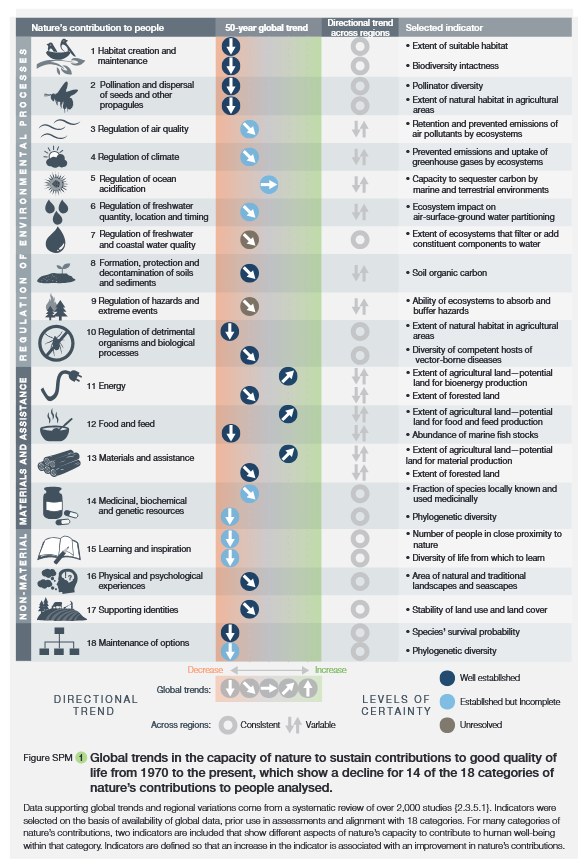 Nature's contribution to people
50-year global trend
Directional trend
across regions
Selected indicator
REGULATION OF ENVIRONMENTAL PROCESSES
1 Habitat creation and
maintenance
• Extent of suitable habitat
• Biodiversity intactness
2 Pollination and dispersal
of seeds and other
propagules
• Pollinator diversity
• Extent of natural habitat in agricultural
areas
3 Regulation of air quality
• Retention and prevented emissions of
air pollutants by ecosystems
4 Regulation of climate
• Prevented emissions and uptake of
greenhouse gases by ecosystems
5 Regulation of ocean
acidification
• Capacity to sequester carbon by
marine and terrestrial environments
6 Regulation of freshwater
quantity, location and timing
• Ecosystem impact on
air-surface-ground water partitioning
7 Regulation of freshwater
and coastal water quality
• Extent of ecosystems that filter or add
constituent components to water
8 Formation, protection and
decontamination of soils
and sediments
• Soil organic carbon
9 Regulation of hazards and
extreme events
• Ability of ecosystems to absorb and
buffer hazards
10 Regulation of detrimental
organisms and biological
processes
• Extent of natural habitat in agricultural
areas
• Diversity of competent hosts of
vector-borne diseases
MATERIALS AND ASSISTANCE
11 Energy
• Extent of agricultural land—potential
land for bioenergy production
• Extent of forested land
12 Food and feed
• Extent of agricultural land—potential
land for food and feed production
• Abundance of marine fish stocks
13 Materials and assistance
• Extent of agricultural land—potential
land for material production
• Extent of forested land
14 Medicinal, biochemical
and genetic resources
• Fraction of species locally known and
used medicinally
• Phylogenetic diversity
NON-MATERIAL
15 Learning and inspiration
• Number of people in close proximity to
nature
• Diversity of life from which to learn
16 Physical and psychological
experiences
• Area of natural and traditional
landscapes and seascapes
17 Supporting identities
• Stability of land use and land cover
18 Maintenance of options
• Species' survival probability
• Phylogenetic diversity
Decrease
Increase
DIRECTIONAL
TREND
Global trends:
Across regions:
Consistent
Variable
LEVELS OF
CERTAINTY
Well established
Established but Incomplete
Unresolved
Figure SPM 1 Global trends in the capacity of nature to sustain contributions to good quality of
life from 1970 to the present, which show a decline for 14 of the 18 categories of
nature's contributions to people analysed.
Data supporting global trends and regional variations come from a systematic review of over 2,000 studies {2.3.5.1}. Indicators were
selected on the basis of availability of global data, prior use in assessments and alignment with 18 categories. For many categories of
nature's contributions, two indicators are included that show different aspects of nature's capacity to contribute to human well-being
within that category. Indicators are defined so that an increase in the indicator is associated with an improvement in nature's contributions.